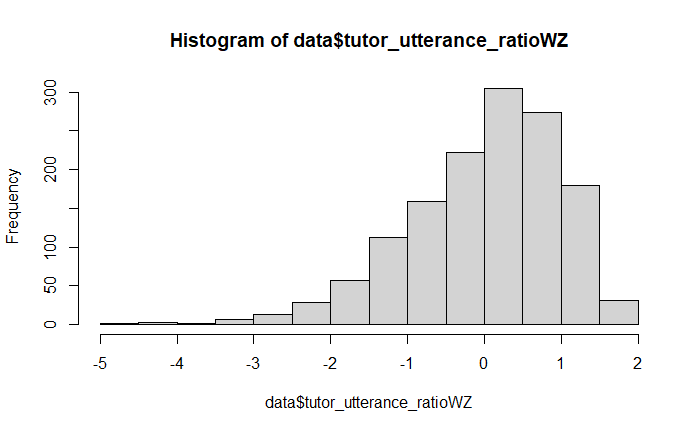 Histogram of data$tutor_utterance_ratioWZ
Frequency
300
200
100
50
0
-5 -4 -3 -2 -1 0 1 2
data$tutor_utterance_ratioWZ